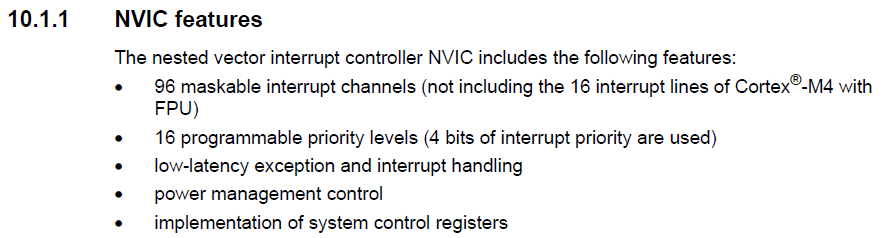 10.1.1 NVIC features
The nested vector interrupt controller NVIC includes the following features:
• 96 maskable interrupt channels (not including the 16 interrupt lines of Cortex®-M4 with
FPU)
• 16 programmable priority levels (4 bits of interrupt priority are used)
• low-latency exception and interrupt handling
• power management control
• implementation of system control registers